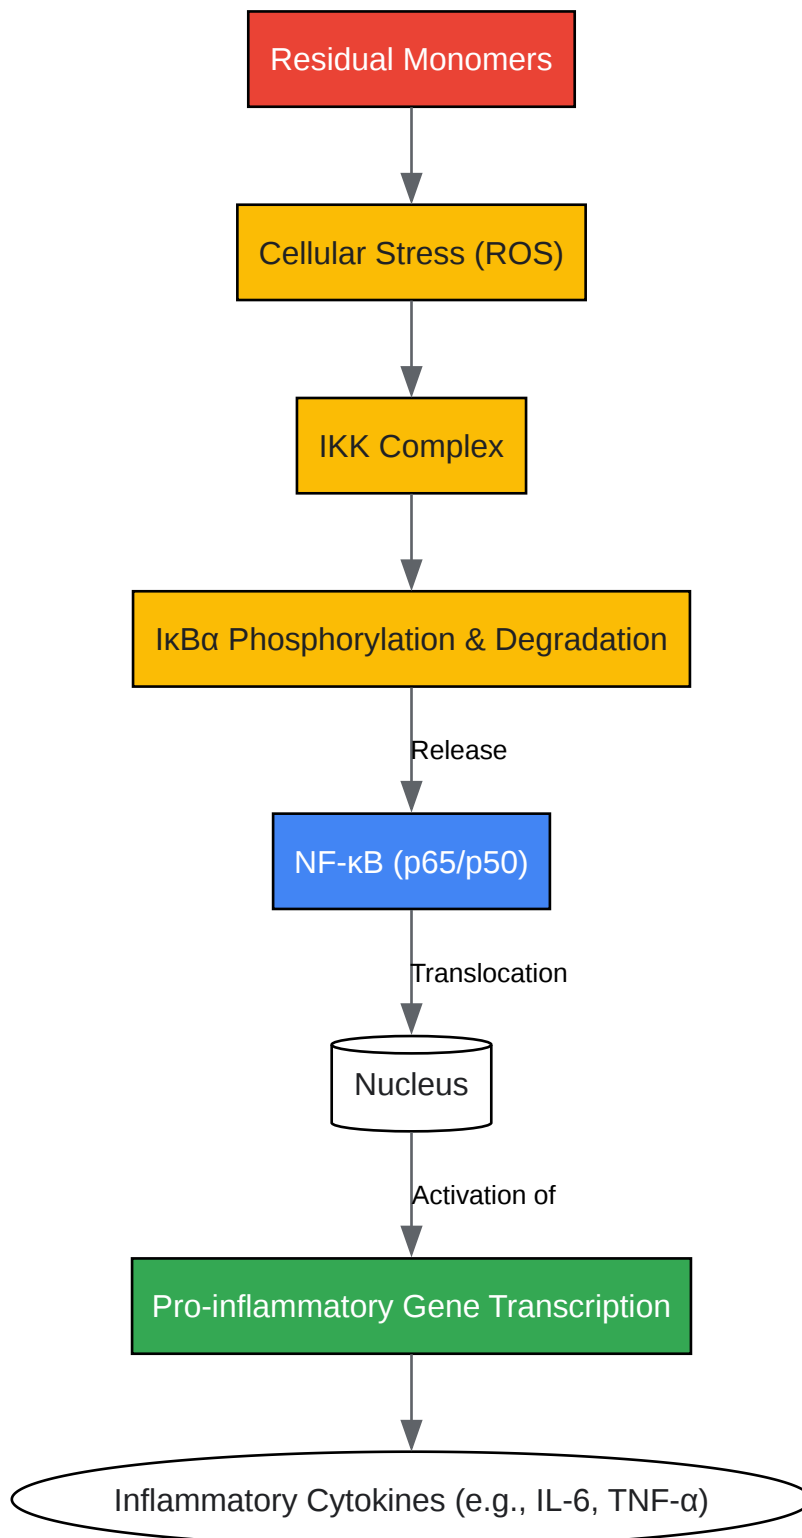 Residual Monomers
Cellular Stress (ROS)
IKK Complex
IκBα Phosphorylation & Degradation
Release
NF-κB (p65/p50)
Translocation
Nucleus
Activation of
Pro-inflammatory Gene Transcription
Inflammatory Cytokines (e.g., IL-6, TNF-α)